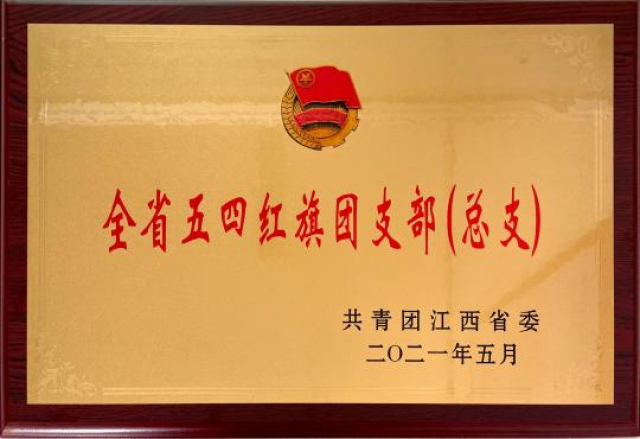 全省五四红旗团支部(总支)
共青团江西省委
二〇二一年五月